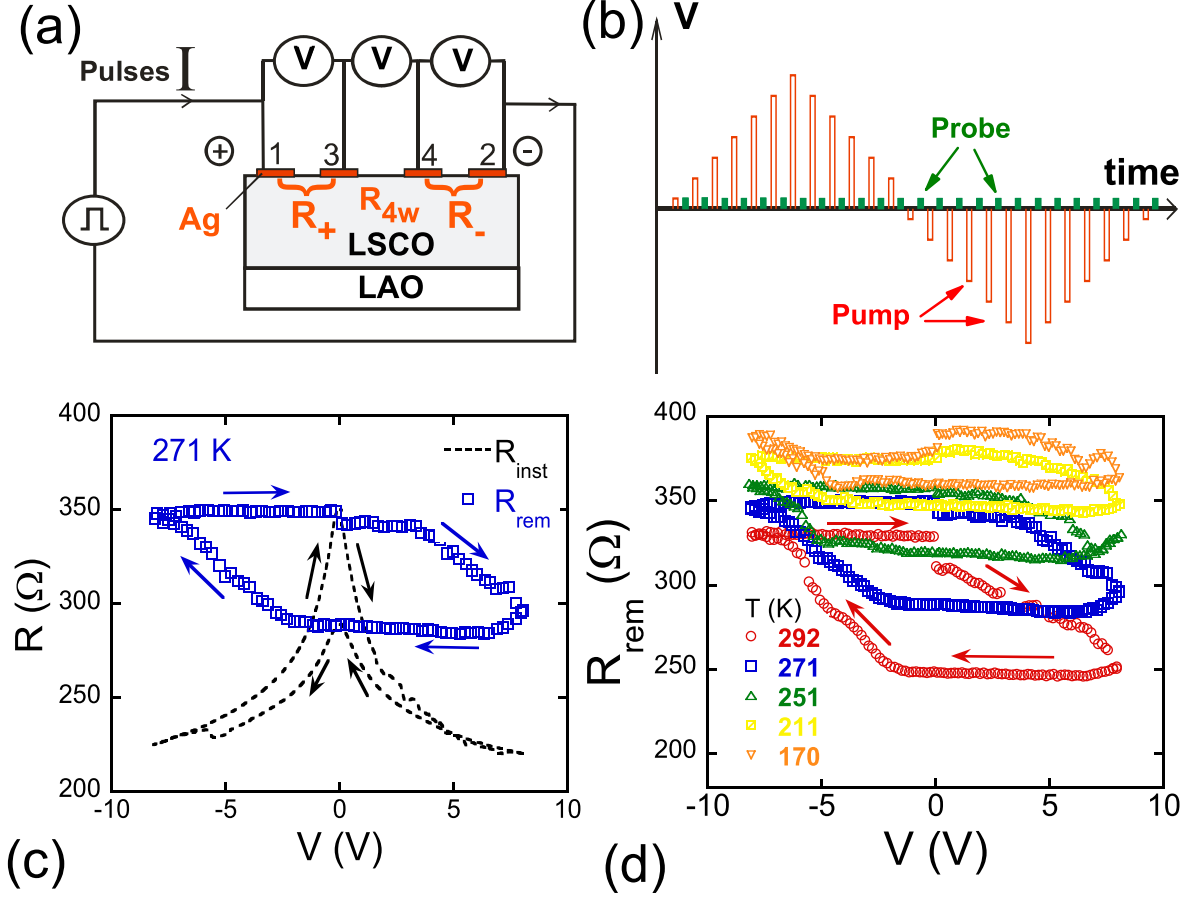 (a)
Pulses I
V V V
+ 1 3 4 2 -
Ag R+ R4w R-
LSCO
LAO
(b)
V
Probe
time
Pump
400
350
300
250
200
R (Ω)
271 K
Rinst
Rrem
-10 -5 0 5 10
V (V)
(c)
400
350
300
250
200
Rrem (Ω)
T (K)
292
271
251
211
170
-10 -5 0 5 10
V (V)
(d)